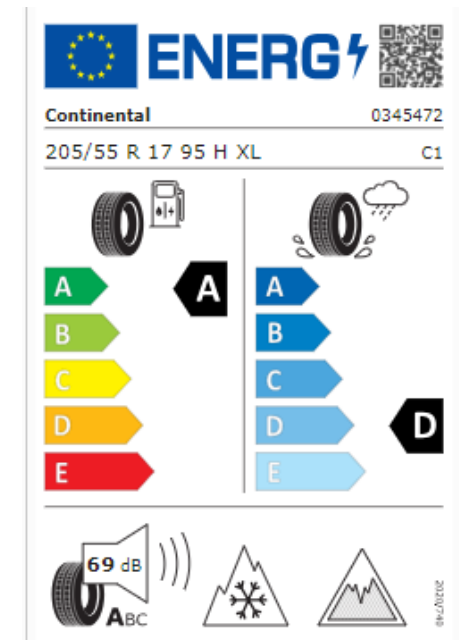 ENERG
Continental 0345472
205/55 R 17 95 H XL C1
A A A
B B
C C
D D D
E E
69 dB
ABC
2020/740